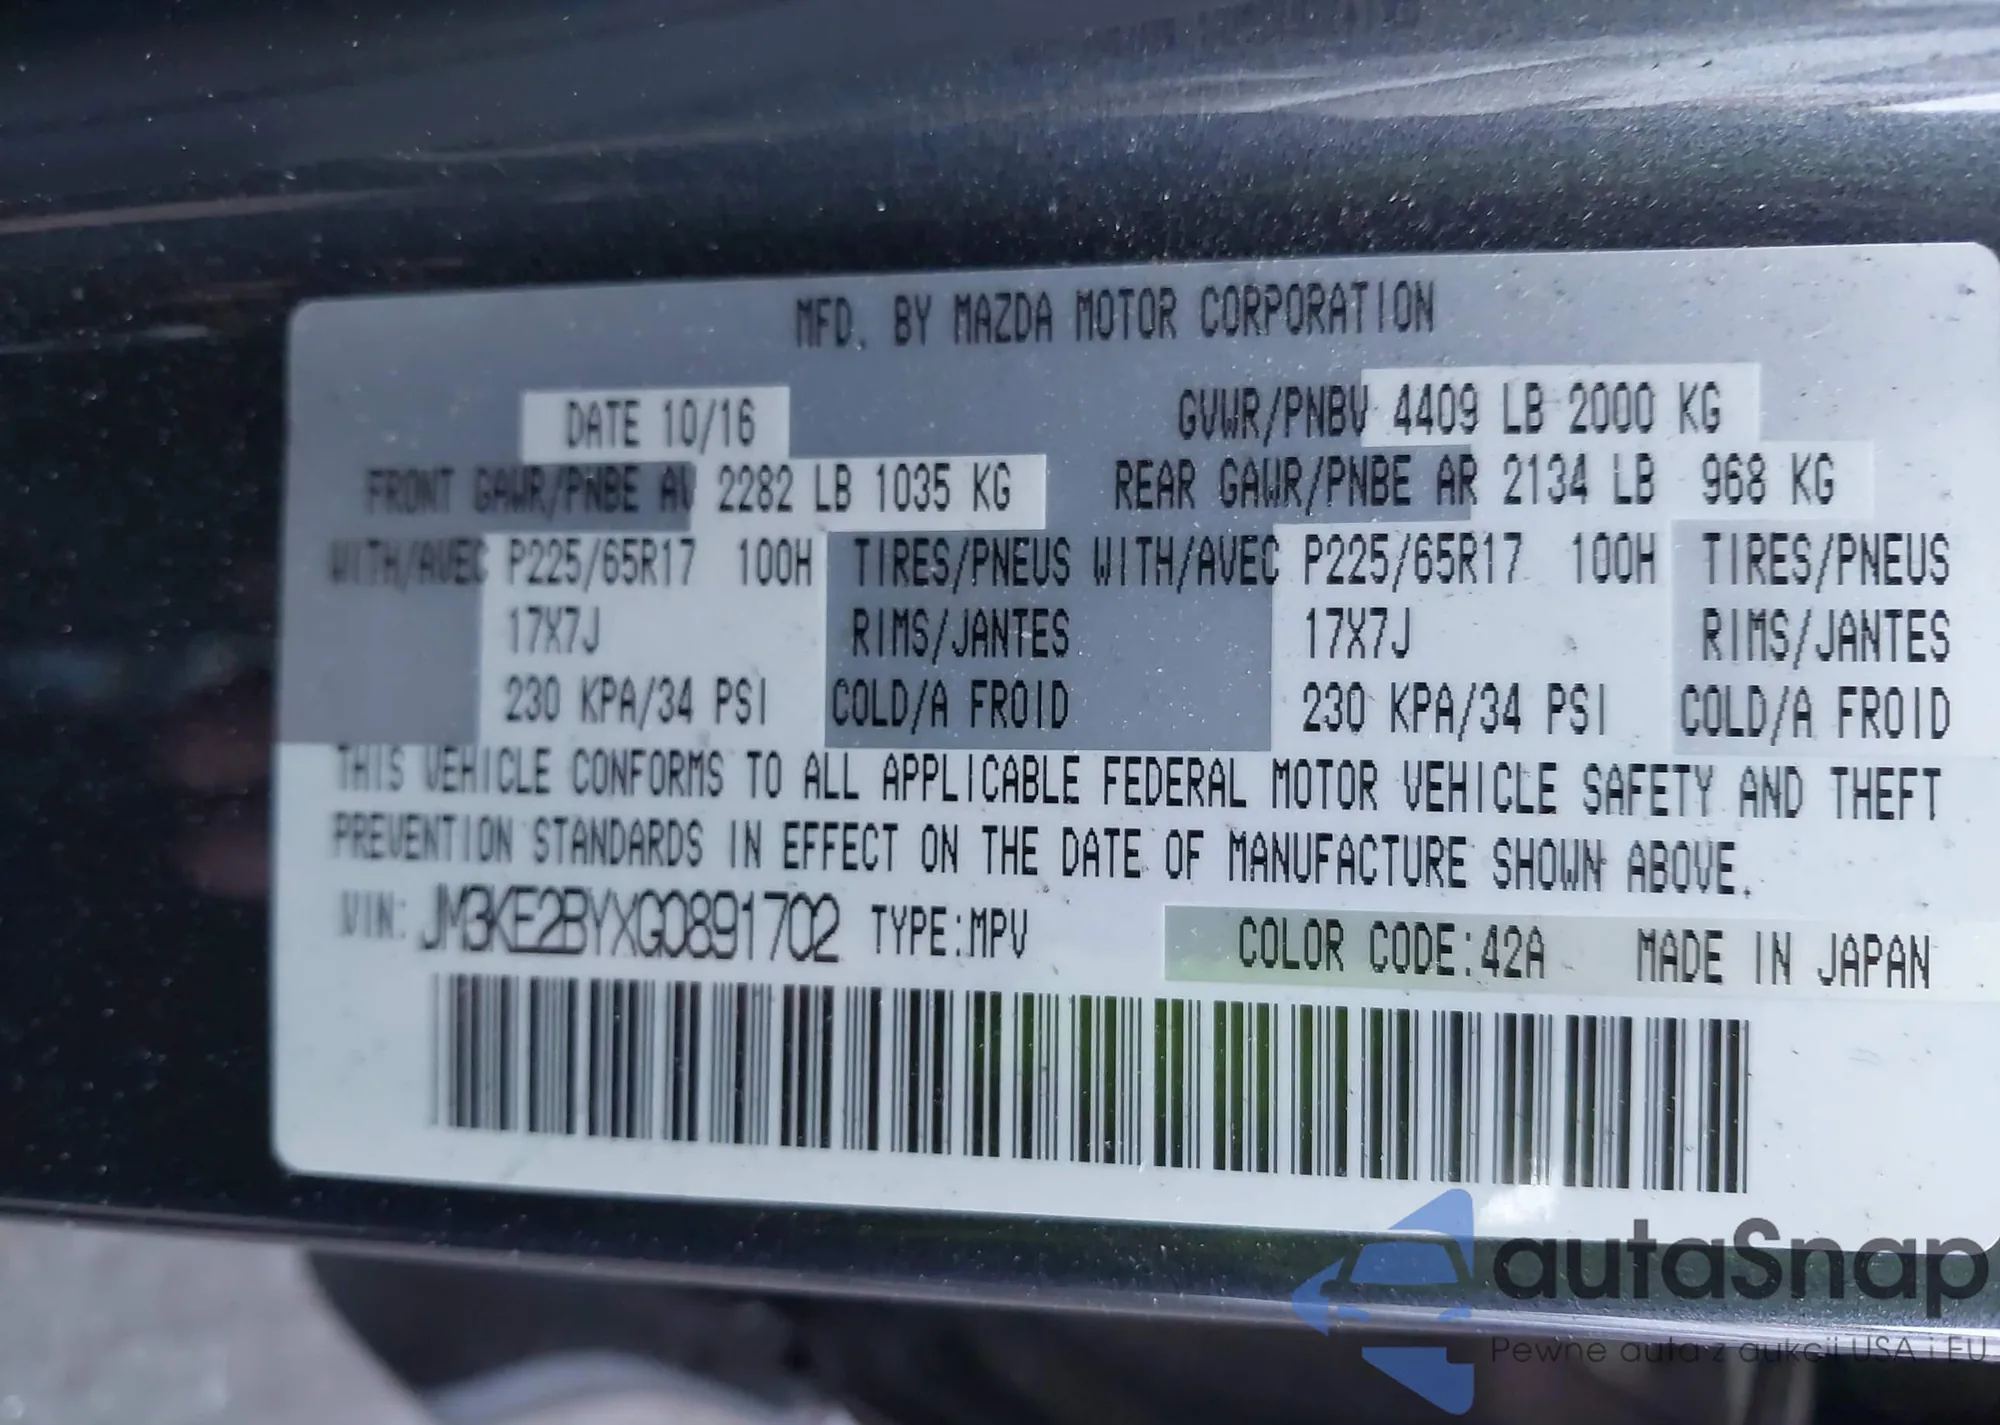 MFD. BY MAZDA MOTOR CORPORATION
DATE 10/16 GVWR/PNBV 4409 LB 2000 KG
FRONT GAWR/PNBE AV 2282 LB 1035 KG REAR GAWR/PNBE AR 2134 LB 968 KG
WITH/AVEC P225/65R17 100H TIRES/PNEUS WITH/AVEC P225/65R17 100H TIRES/PNEUS
17X7J RIMS/JANTES 17X7J RIMS/JANTES
230 KPA/34 PSI COLD/A FROID 230 KPA/34 PSI COLD/A FROID
THIS VEHICLE CONFORMS TO ALL APPLICABLE FEDERAL MOTOR VEHICLE SAFETY AND THEFT
PREVENTION STANDARDS IN EFFECT ON THE DATE OF MANUFACTURE SHOWN ABOVE.
VIN: JM3KE2BYXG0891702 TYPE:MPV COLOR CODE:42A MADE IN JAPAN
autaSnap
Pewne auta z aukcji USA i EU